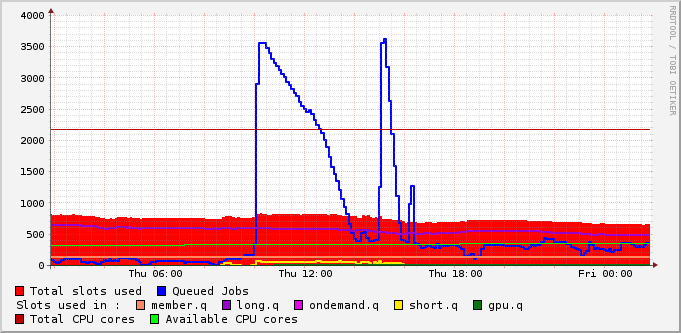 RRDTOOL / TOBI OETIKER
4000
3500
3000
2500
2000
1500
1000
500
0
Thu 06:00 Thu 12:00 Thu 18:00 Fri 00:00
Total slots used Queued Jobs
Slots used in : member.q long.q ondemand.q short.q gpu.q
Total CPU cores Available CPU cores